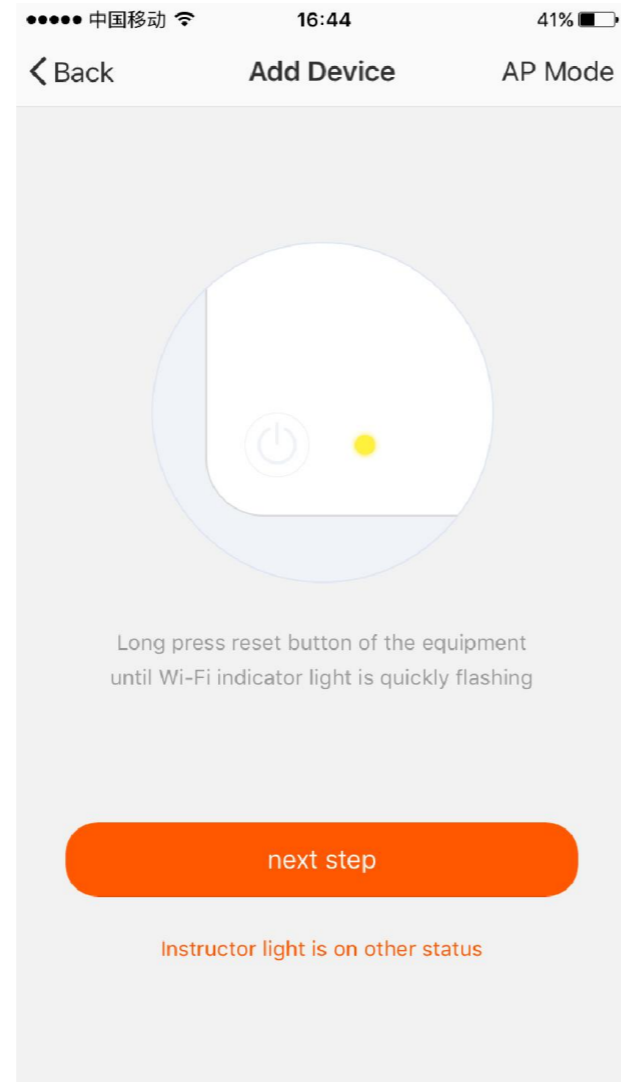 中国移动 16:44 41%
Back Add Device AP Mode
Long press reset button of the equipment
until Wi-Fi indicator light is quickly flashing
next step
Instructor light is on other status